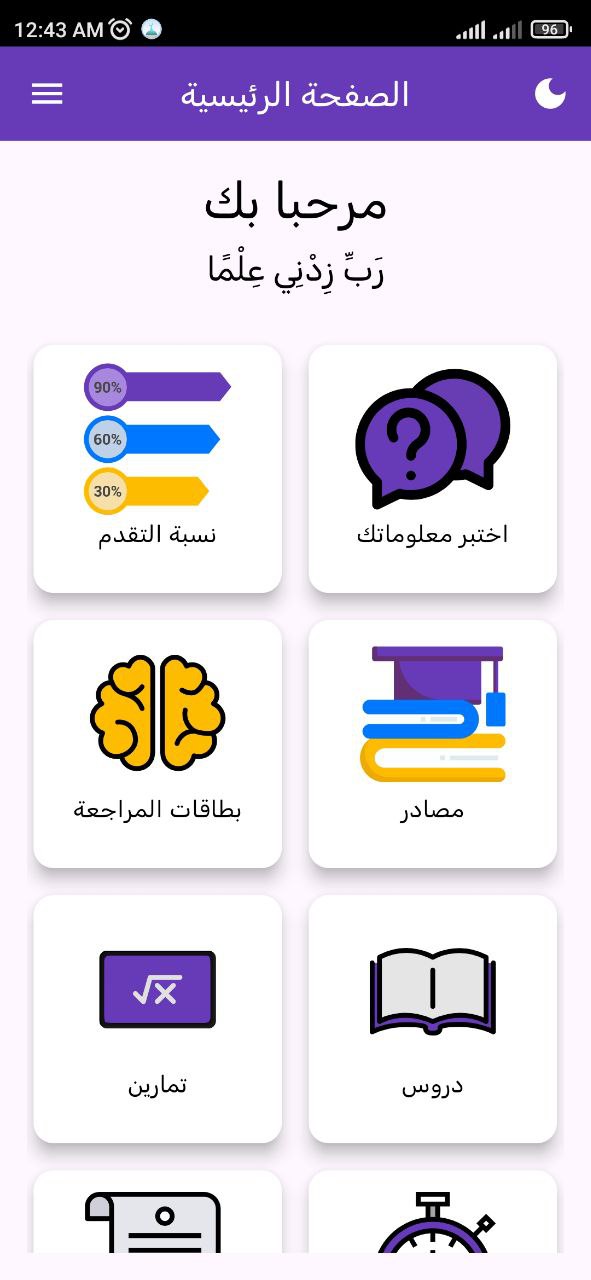 12:43 AM 96
الصفحة الرئيسية
مرحبا بك
رَبِّ زِدْنِي عِلْمًا
اختبر معلوماتك
90%
60%
30%
نسبة التقدم
مصادر
بطاقات المراجعة
دروس
√x
تمارين